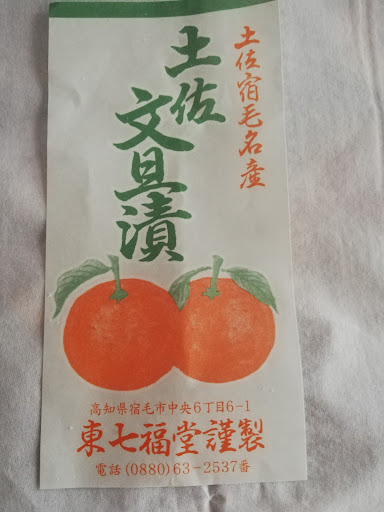 土佐宿毛名産
土佐
文旦漬
高知県宿毛市中央6丁目6-1
東七福堂謹製
電話(0880)63-2537番